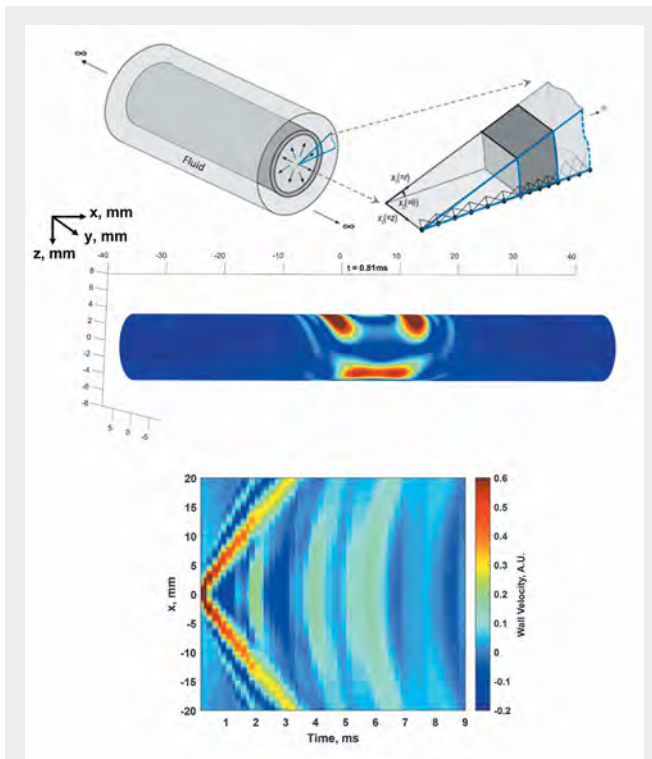 ∞
Fluid
∞
x₁(=r)
x₂(=θ)
x₃(=z)
x, mm
y, mm
z, mm
-40 -30 -20 -10 0 10 20 30 40
t = 0.81ms
8
6
4
2
0
-2
-4
-6
-8
5 0 -5
20
15
10
5
0
-5
-10
-15
-20
x, mm
1 2 3 4 5 6 7 8 9
Time, ms
0.6
0.5
0.4
0.3
0.2
0.1
0
-0.1
-0.2
Wall Velocity, A.U.